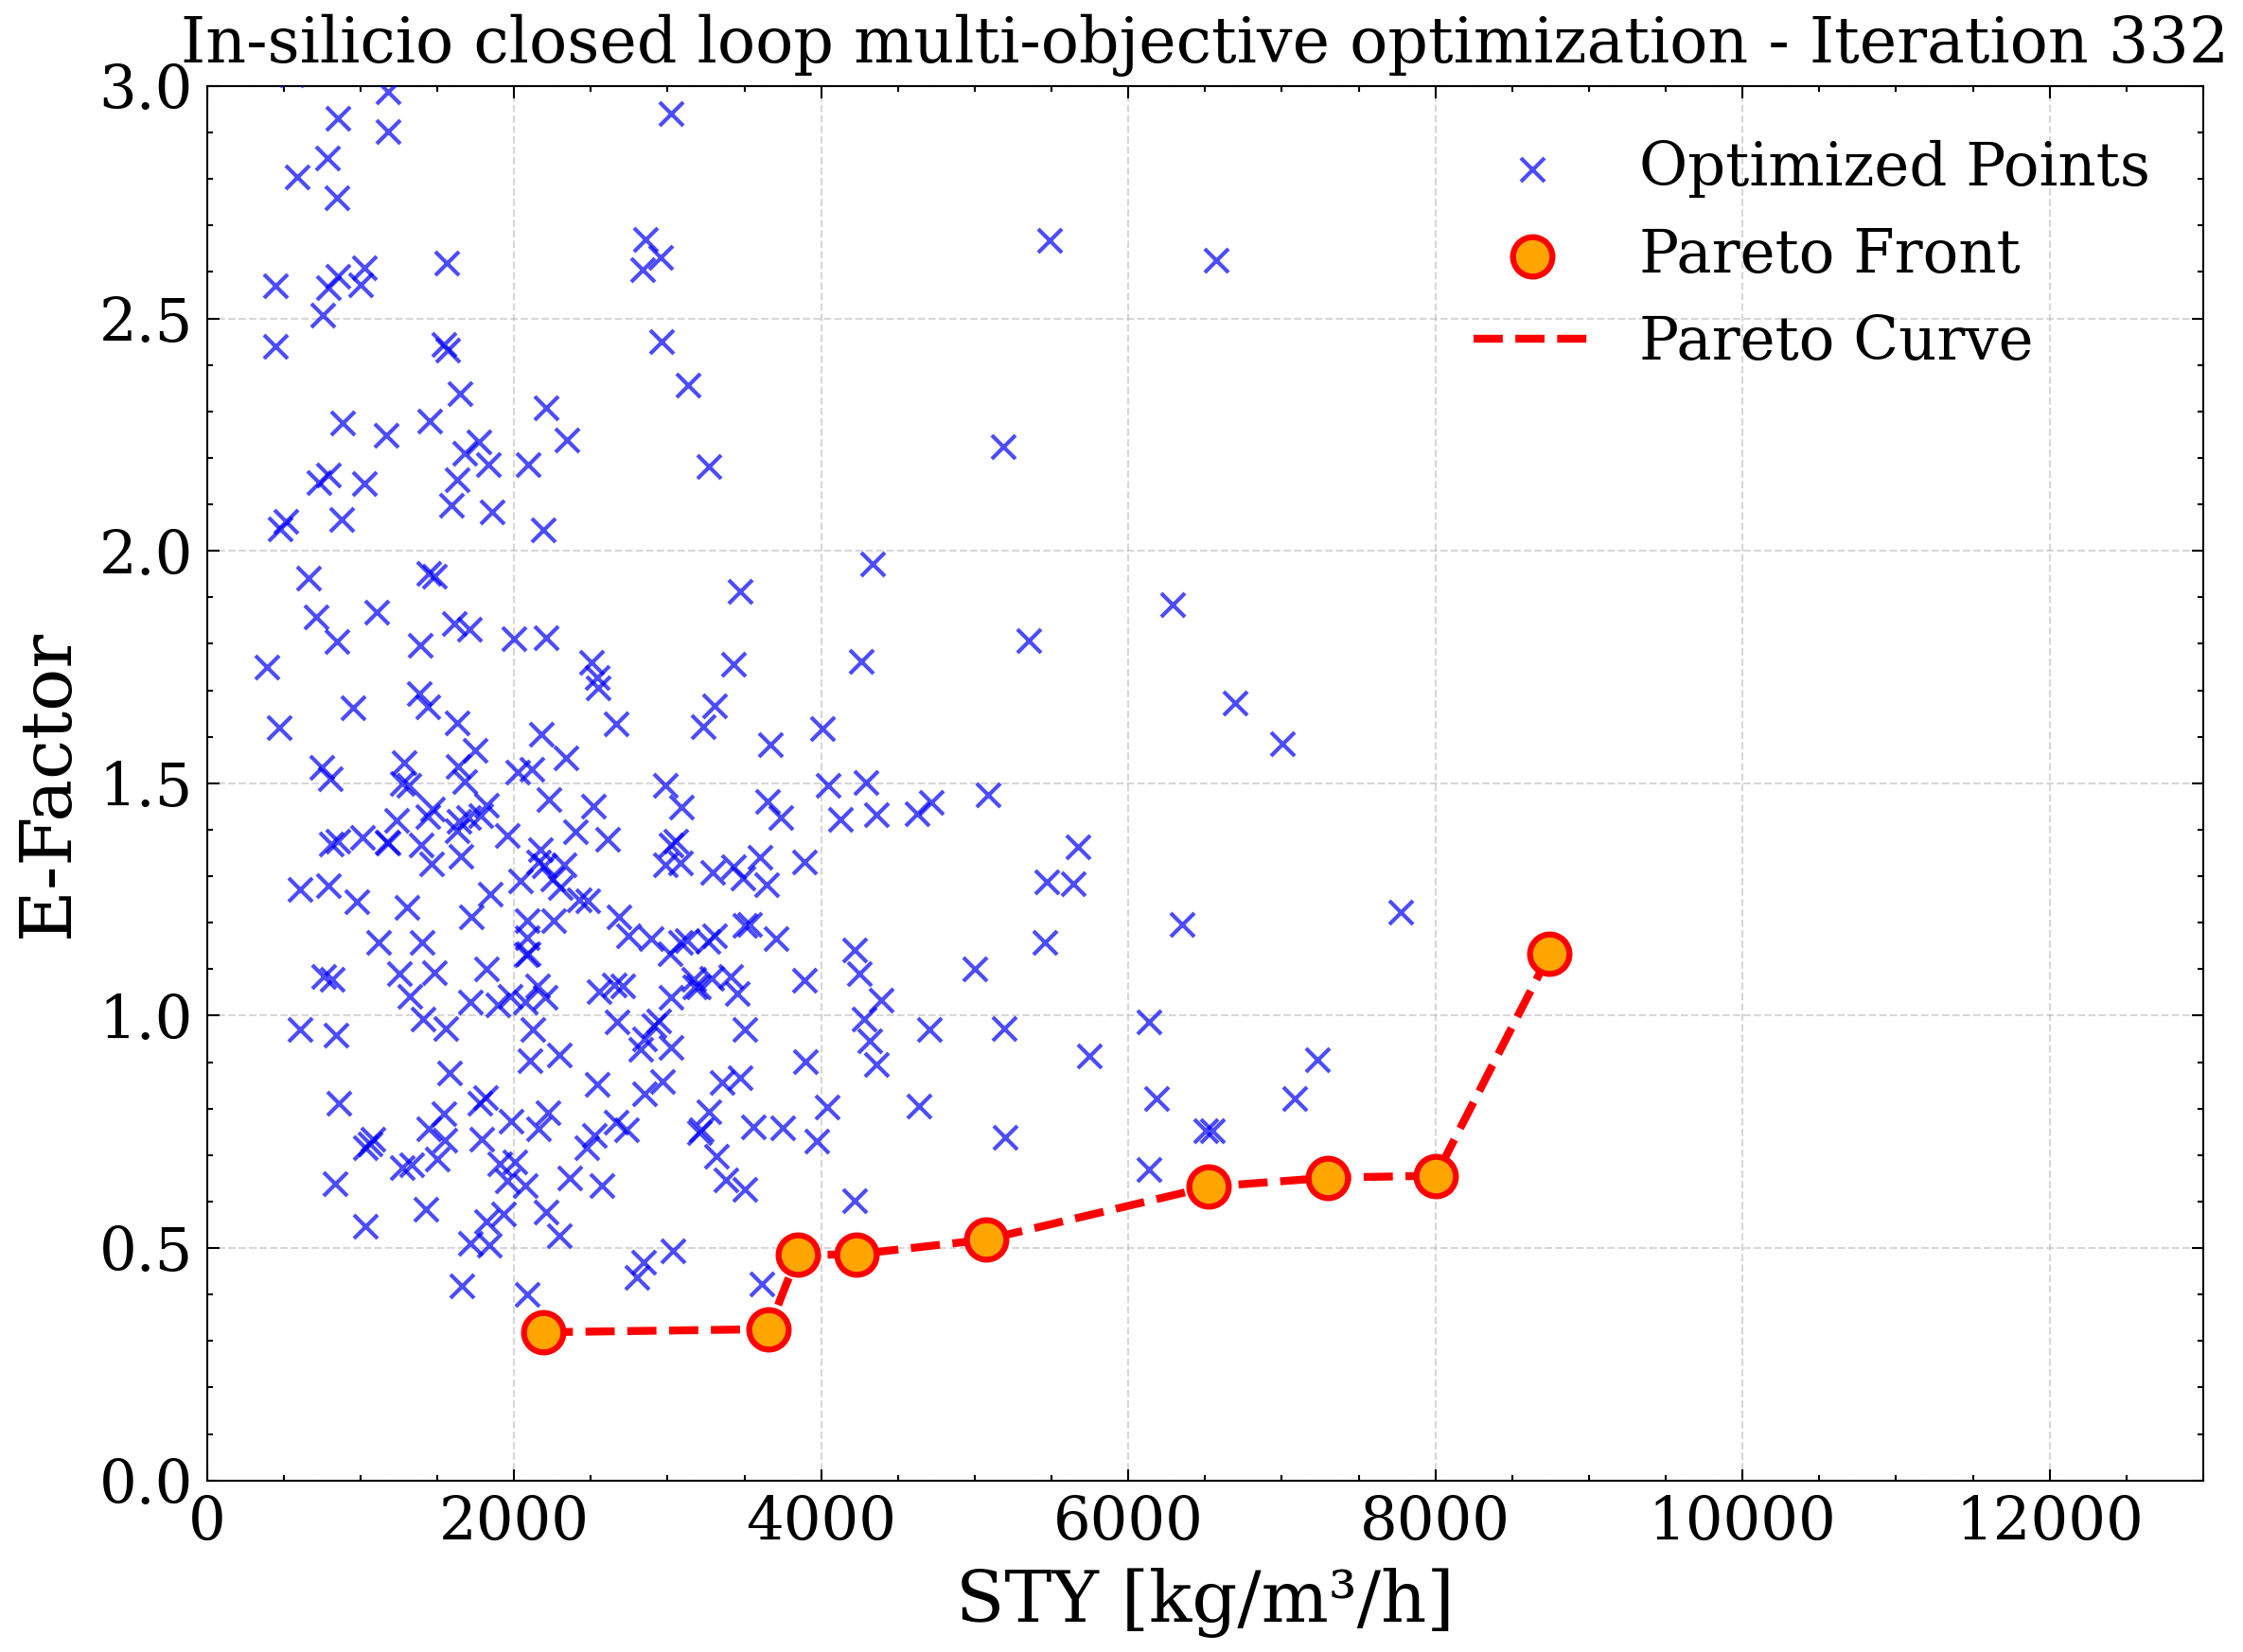 In-silicio closed loop multi-objective optimization - Iteration 332
3.0
2.5
2.0
1.5
1.0
0.5
0.0
E-Factor
Optimized Points
Pareto Front
Pareto Curve
0 2000 4000 6000 8000 10000 12000
STY [kg/m³/h]